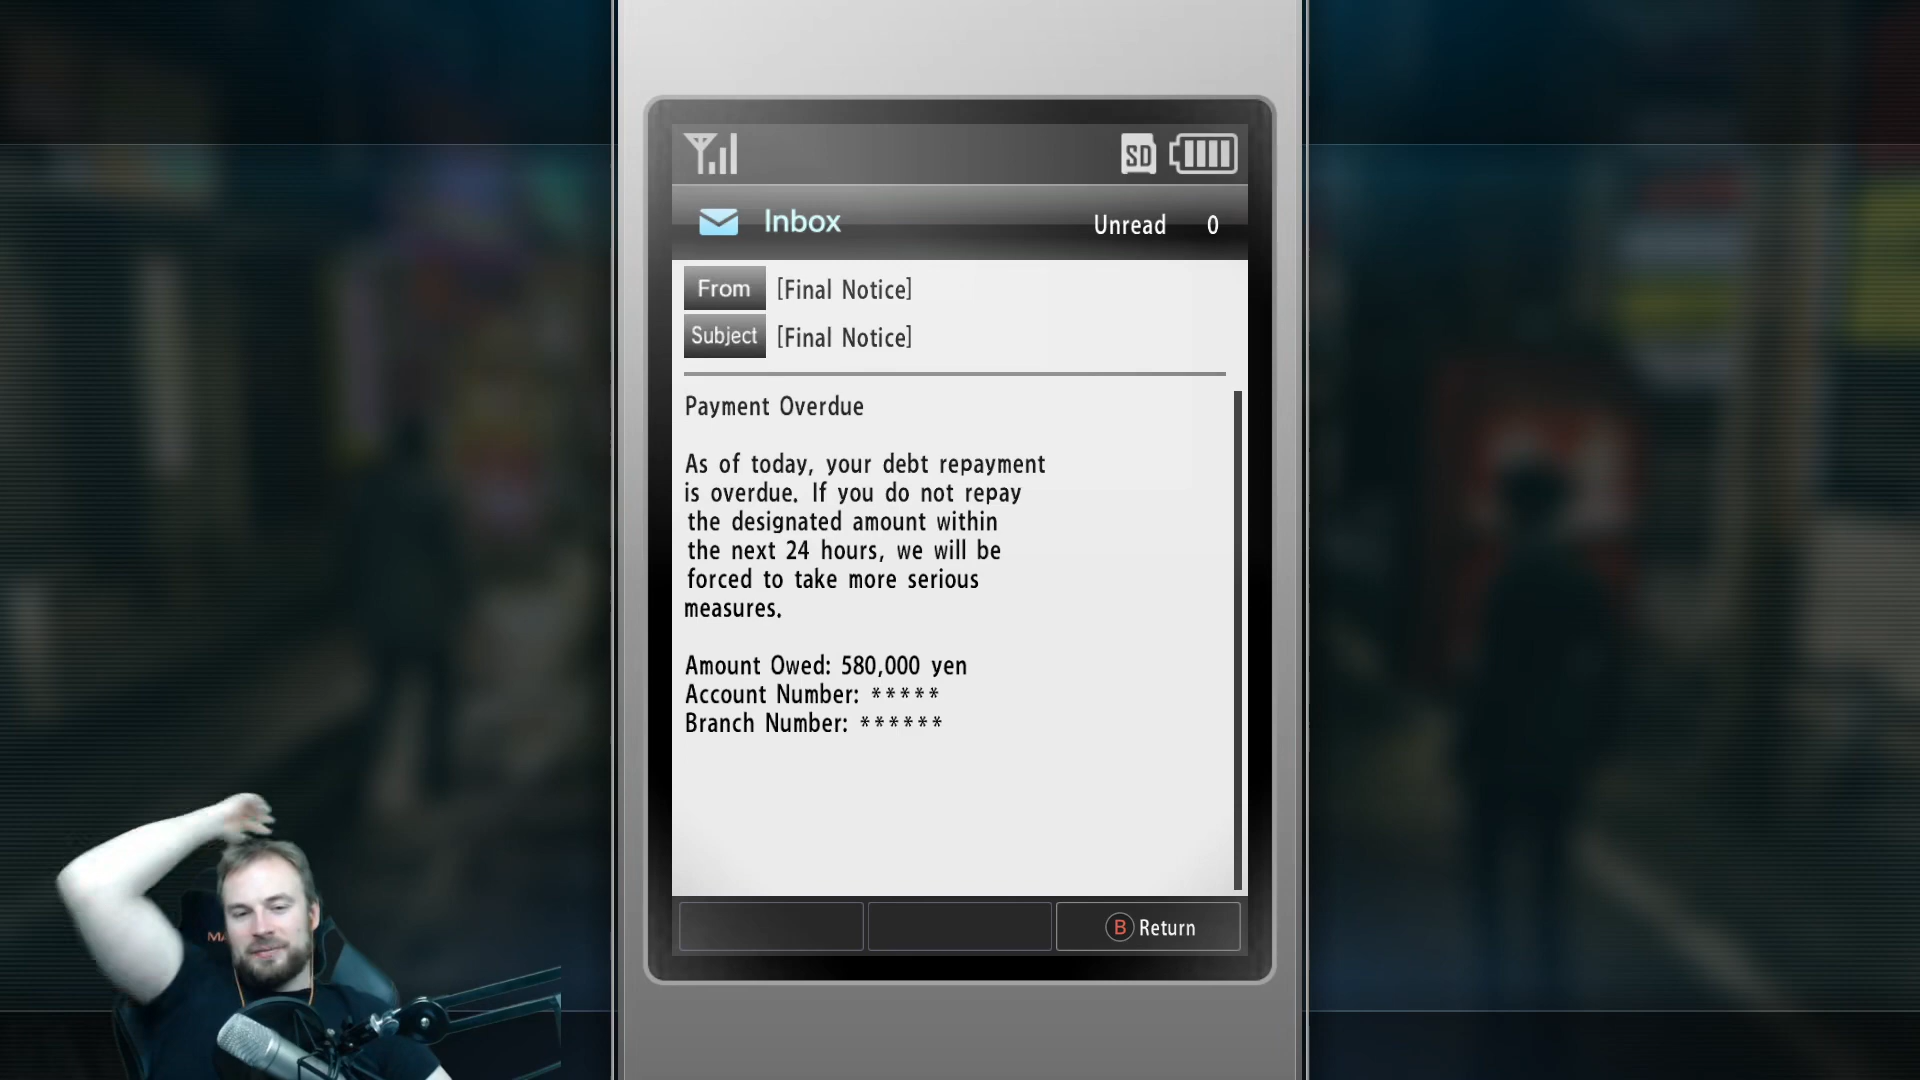 SD
Inbox
Unread 0
From [Final Notice]
Subject [Final Notice]
Payment Overdue
As of today, your debt repayment
is overdue. If you do not repay
the designated amount within
the next 24 hours, we will be
forced to take more serious
measures.
Amount Owed: 580,000 yen
Account Number: *****
Branch Number: ******
B Return